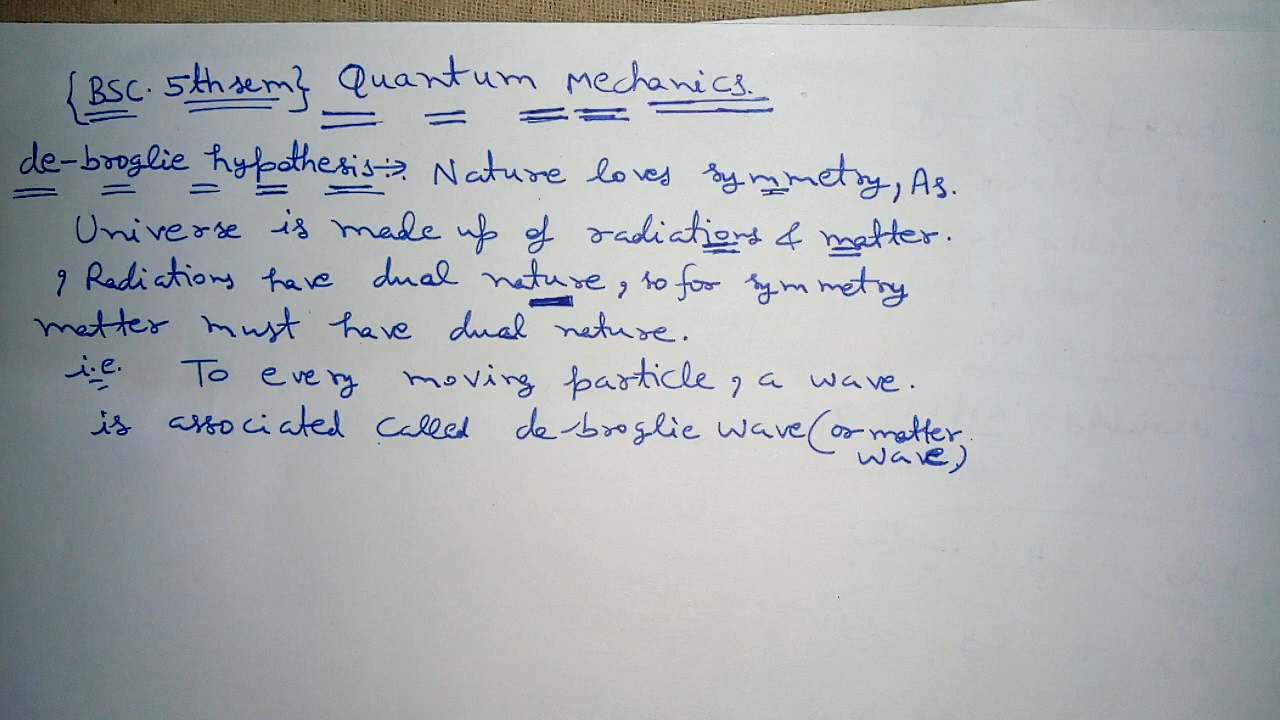 {BSC. 5th sem} Quantum Mechanics.
de-broglie hypothesis:→ Nature loves symmetry, As.
Universe is made up of radiations & matter.
, Radiations have dual nature, so for symmetry
matter must have dual nature.
i.e. To every moving particle, a wave.
is associated called de-broglie wave (or matter
wave)